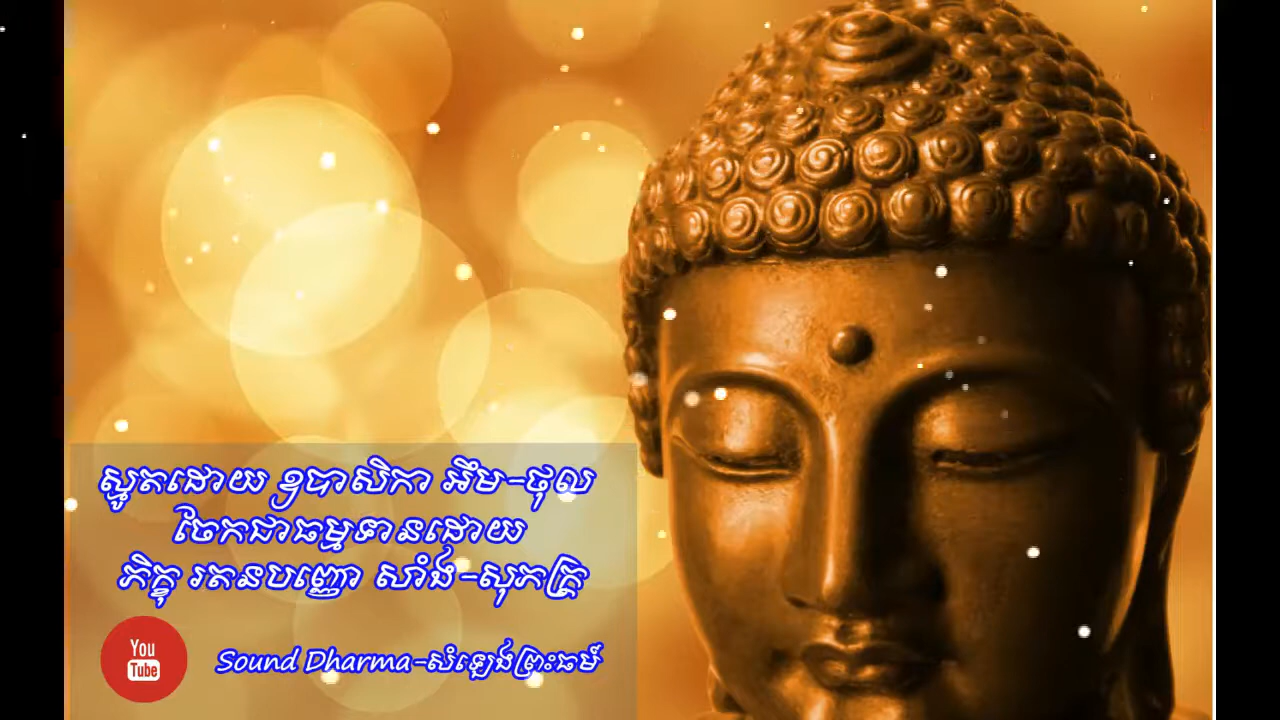 ស្មូតដោយ ឧបាសិកា អឹម-ថុល
ចែកជាធម្មទានដោយ
ភិក្ខុ រតនបញ្ញោ សាំង-សុភក្ត្រ
You
Tube
Sound Dharma-សំឡេងព្រះធម៌